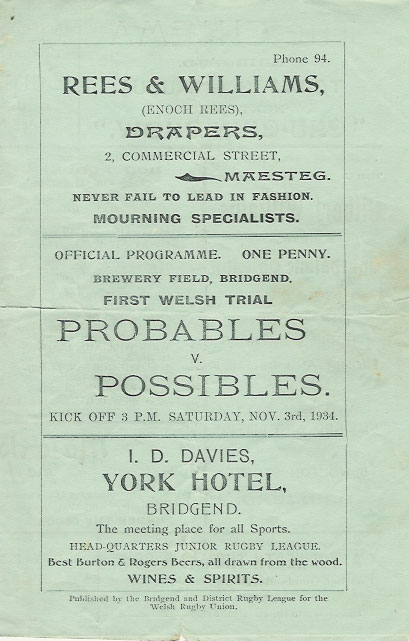 Phone 94.
REES & WILLIAMS,
(ENOCH REES),
DRAPERS,
2, COMMERCIAL STREET,
MAESTEG.
NEVER FAIL TO LEAD IN FASHION.
MOURNING SPECIALISTS.
OFFICIAL PROGRAMME. ONE PENNY.
BREWERY FIELD, BRIDGEND.
FIRST WELSH TRIAL
PROBABLES
V.
POSSIBLES.
KICK OFF 3 P.M. SATURDAY, NOV. 3rd, 1934.
I. D. DAVIES,
YORK HOTEL,
BRIDGEND.
The meeting place for all Sports.
HEAD-QUARTERS JUNIOR RUGBY LEAGUE.
Best Burton & Rogers Beers, all drawn from the wood.
WINES & SPIRITS.
Published by the Bridgend and District Rugby League for the
Welsh Rugby Union.